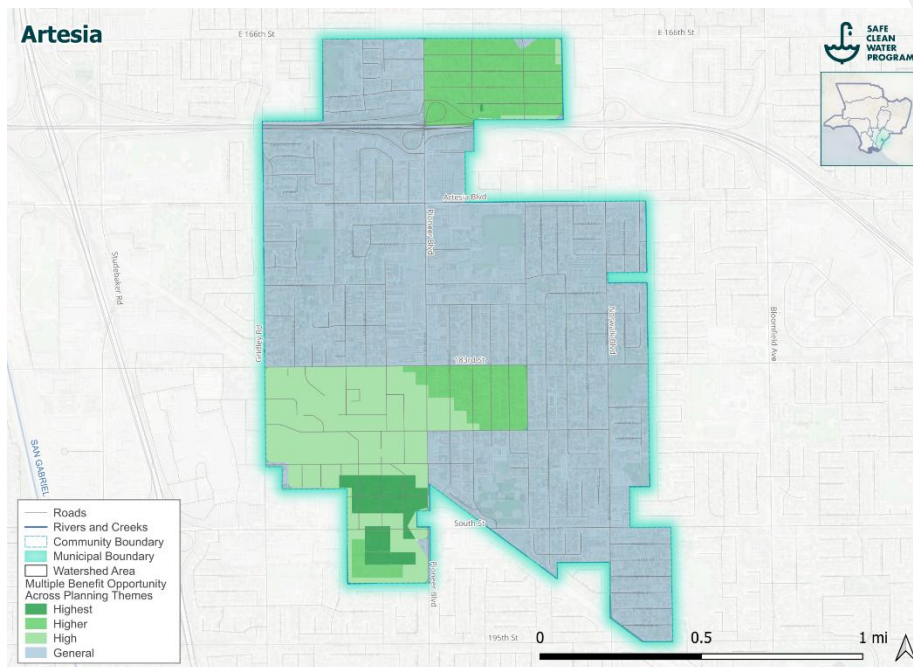 Artesia
E 166th St
E 166th St
SAFE
CLEAN
WATER
PROGRAM
Artesia Blvd
Pioneer Blvd
Studebaker Rd
Gridley Rd
Norwalk Blvd
Bloomfield Ave
183rd St
SAN GABRIEL
South St
Pioneer Blvd
195th St
Roads
Rivers and Creeks
Community Boundary
Municipal Boundary
Watershed Area
Multiple Benefit Opportunity
Across Planning Themes
Highest
Higher
High
General
0 0.5 1 mi